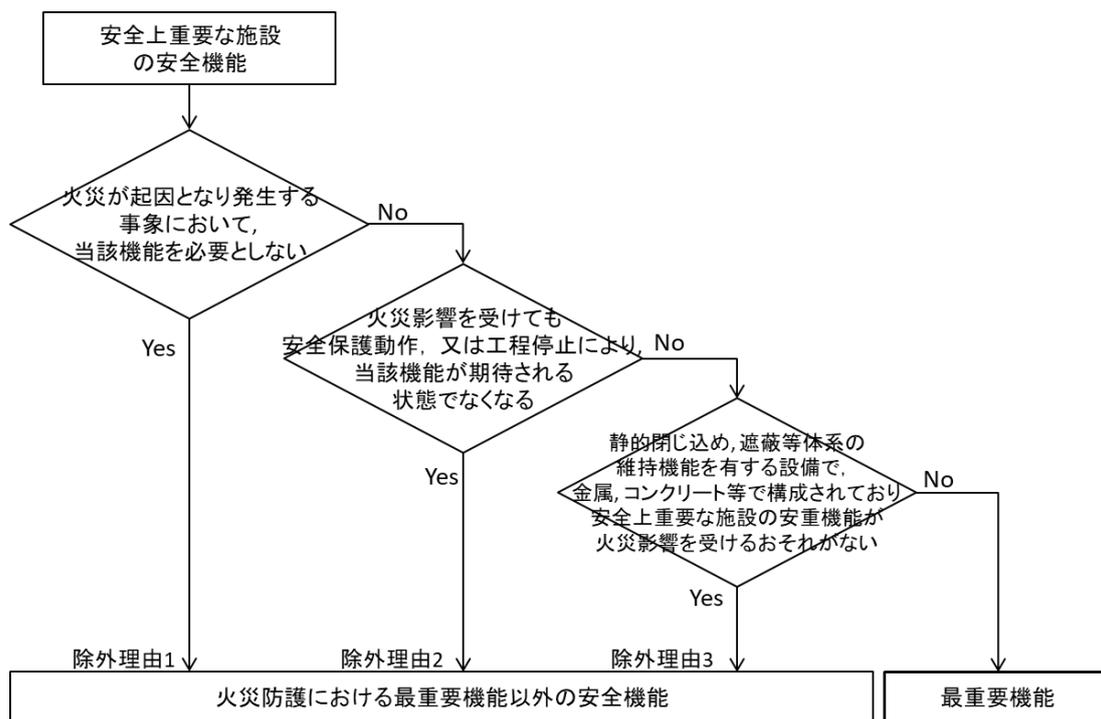 安全上重要な施設
の安全機能
火災が起因となり発生する
事象において,
当該機能を必要としない
No
Yes
火災影響を受けても
安全保護動作,又は工程停止により,
当該機能が期待される
状態でなくなる
No
Yes
静的閉じ込め,遮蔽等体系の
維持機能を有する設備で,
金属,コンクリート等で構成されており
安全上重要な施設の安重機能が
火災影響を受けるおそれがない
No
Yes
除外理由1
除外理由2
除外理由3
火災防護における最重要機能以外の安全機能
最重要機能